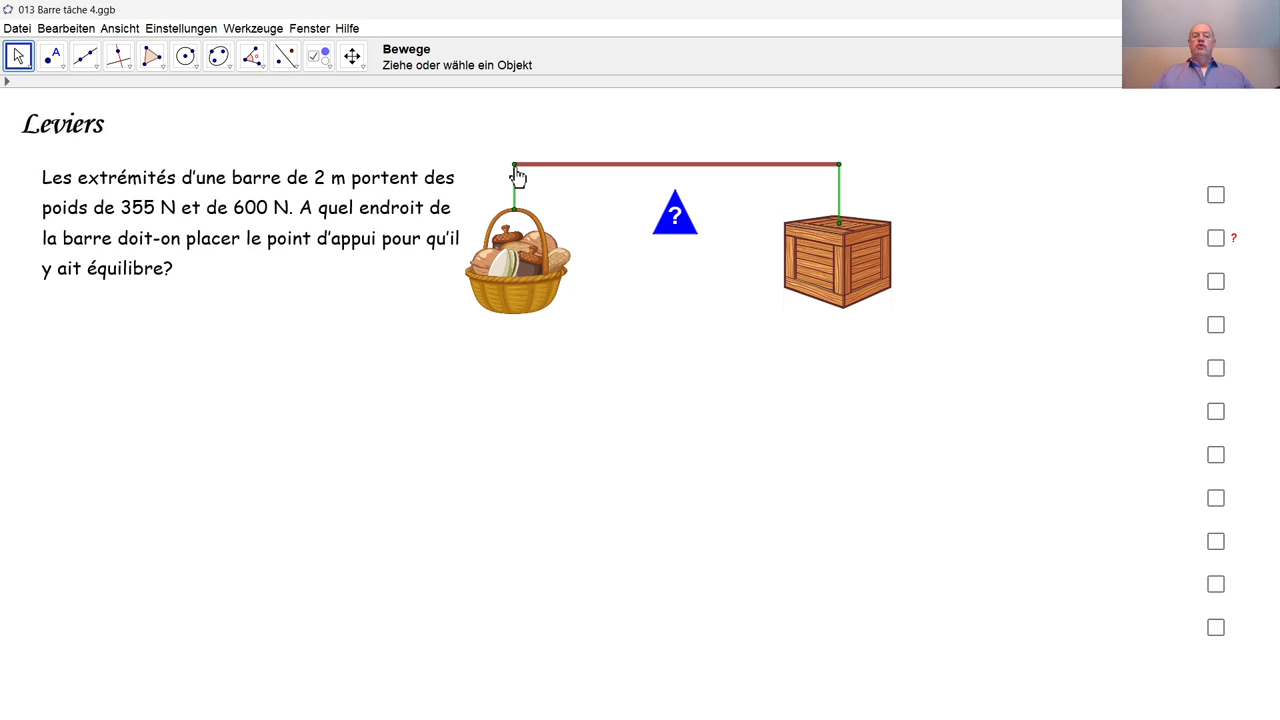 013 Barre tâche 4.ggb
Datei Bearbeiten Ansicht Einstellungen Werkzeuge Fenster Hilfe
A
Bewege
Ziehe oder wähle ein Objekt
Leviers
Les extrémités d'une barre de 2 m portent des
poids de 355 N et de 600 N. A quel endroit de
la barre doit-on placer le point d'appui pour qu'il
y ait équilibre?
?
?